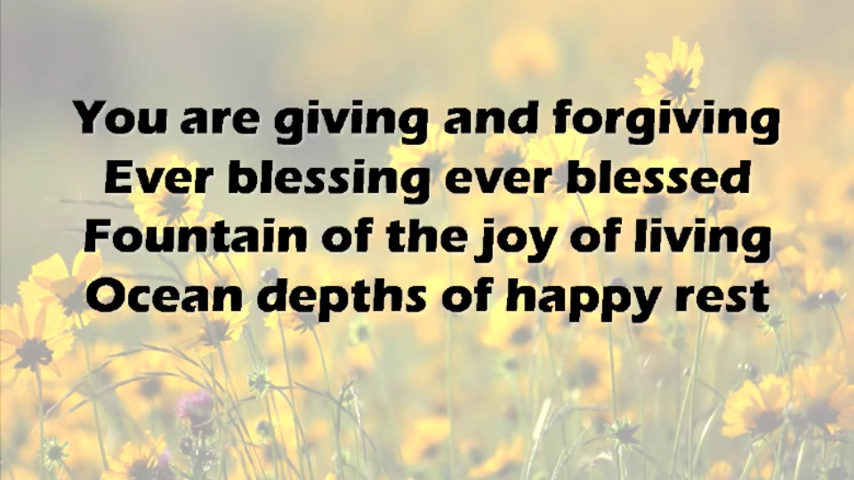 You are giving and forgiving
Ever blessing ever blessed
Fountain of the joy of living
Ocean depths of happy rest